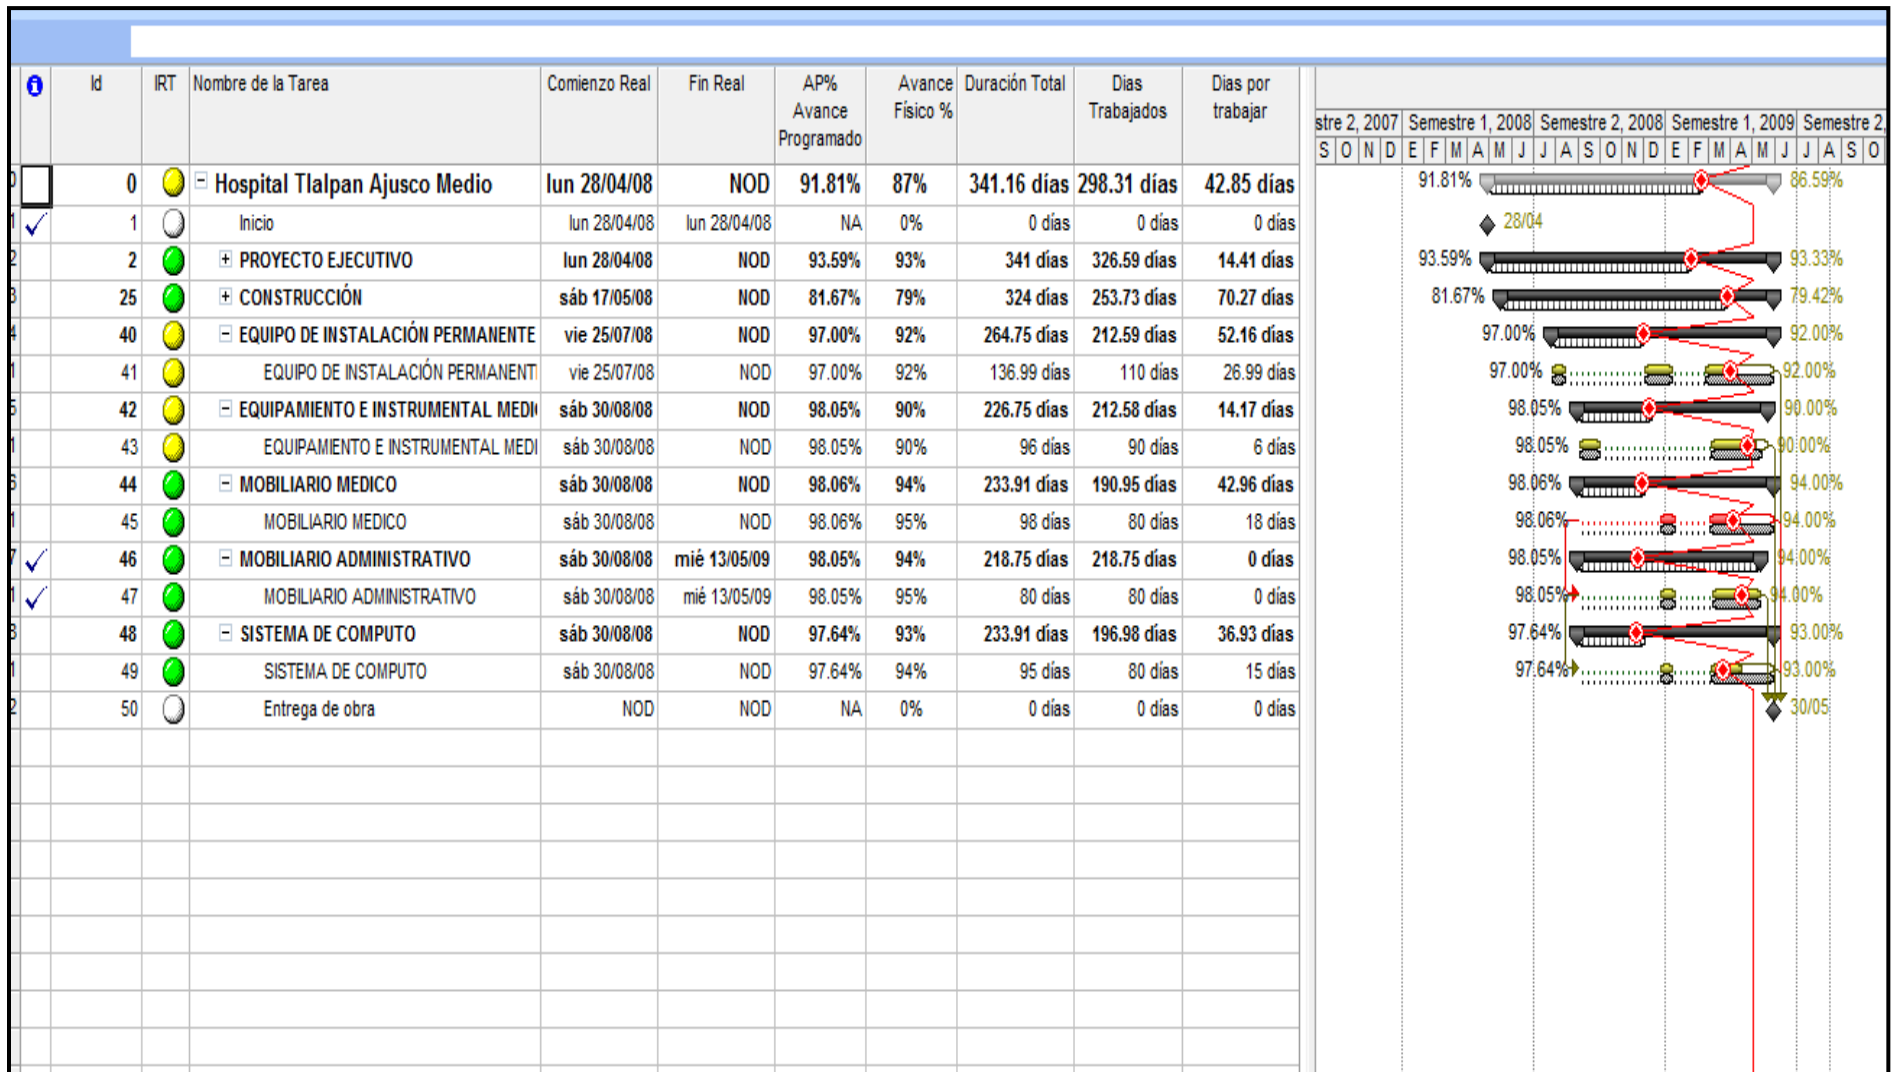 Id IRT Nombre de la Tarea Comienzo Real Fin Real AP% Avance Programado Avance Físico % Duración Total Dias Trabajados Dias por trabajar
stre 2, 2007 Semestre 1, 2008 Semestre 2, 2008 Semestre 1, 2009 Semestre 2,
S O N D E F M A M J J A S O N D E F M A M J J A S O
0 Hospital Tlalpan Ajusco Medio lun 28/04/08 NOD 91.81% 87% 341.16 días 298.31 días 42.85 días 91.81% 86.59%
1 Inicio lun 28/04/08 lun 28/04/08 NA 0% 0 días 0 días 0 días 28/04
2 PROYECTO EJECUTIVO lun 28/04/08 NOD 93.59% 93% 341 días 326.59 días 14.41 días 93.59% 93.33%
25 CONSTRUCCIÓN sáb 17/05/08 NOD 81.67% 79% 324 días 253.73 días 70.27 días 81.67% 79.42%
40 EQUIPO DE INSTALACIÓN PERMANENTE vie 25/07/08 NOD 97.00% 92% 264.75 días 212.59 días 52.16 días 97.00% 92.00%
41 EQUIPO DE INSTALACIÓN PERMANENT vie 25/07/08 NOD 97.00% 92% 136.99 días 110 días 26.99 días 97.00% 92.00%
42 EQUIPAMIENTO E INSTRUMENTAL MEDI sáb 30/08/08 NOD 98.05% 90% 226.75 días 212.58 días 14.17 días 98.05% 90.00%
43 EQUIPAMIENTO E INSTRUMENTAL MEDI sáb 30/08/08 NOD 98.05% 90% 96 días 90 días 6 días 98.05% 90.00%
44 MOBILIARIO MEDICO sáb 30/08/08 NOD 98.06% 94% 233.91 días 190.95 días 42.96 días 98.06% 94.00%
45 MOBILIARIO MEDICO sáb 30/08/08 NOD 98.06% 95% 98 días 80 días 18 días 98.06% 94.00%
46 MOBILIARIO ADMINISTRATIVO sáb 30/08/08 mié 13/05/09 98.05% 94% 218.75 días 218.75 días 0 días 98.05% 94.00%
47 MOBILIARIO ADMINISTRATIVO sáb 30/08/08 mié 13/05/09 98.05% 95% 80 días 80 días 0 días 98.05% 94.00%
48 SISTEMA DE COMPUTO sáb 30/08/08 NOD 97.64% 93% 233.91 días 196.98 días 36.93 días 97.64% 93.00%
49 SISTEMA DE COMPUTO sáb 30/08/08 NOD 97.64% 94% 95 días 80 días 15 días 97.64% 93.00%
50 Entrega de obra NOD NOD NA 0% 0 días 0 días 0 días 30/05